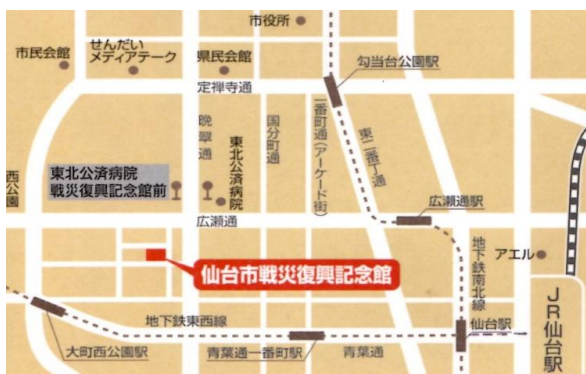 市役所
市民会館
せんだい
メディアテーク
県民会館
勾当台公園駅
定禅寺通
晩翠通
国分町通
一番町通(アーケード街)
東二番丁通
西公園
東北公済病院
戦災復興記念館前
東北公済病院
広瀬通駅
広瀬通
地下鉄南北線
アエル
仙台市戦災復興記念館
JR仙台駅
地下鉄東西線
仙台駅
大町西公園駅
青葉通一番町駅
青葉通